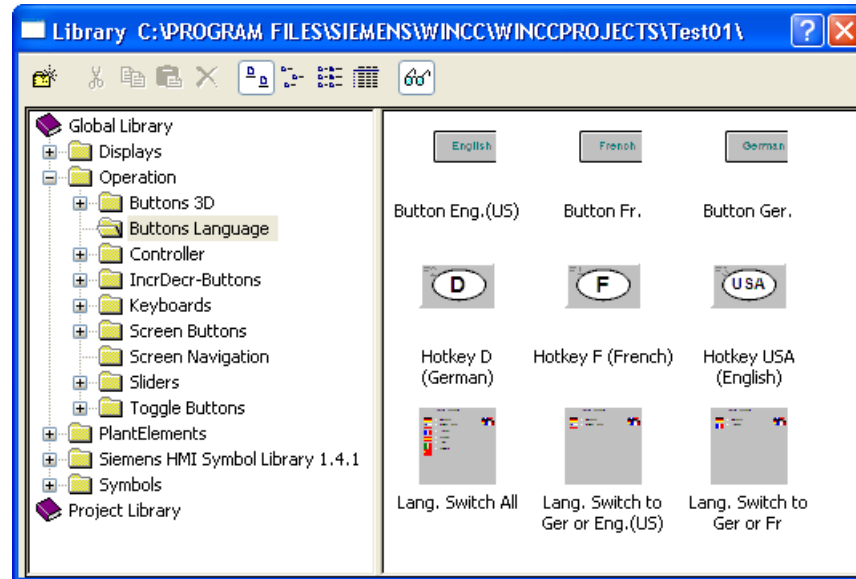 Library C:\PROGRAM FILES\SIEMENS\WINCC\WINCCPROJECTS\Test01\
Global Library
Displays
Operation
Buttons 3D
Buttons Language
Controller
IncrDecr-Buttons
Keyboards
Screen Buttons
Screen Navigation
Sliders
Toggle Buttons
PlantElements
Siemens HMI Symbol Library 1.4.1
Symbols
Project Library
English French German
Button Eng.(US) Button Fr. Button Ger.
D F USA
Hotkey D Hotkey F (French) Hotkey USA
(German) (English)
Lang. Switch All Lang. Switch to Lang. Switch to
Ger or Eng.(US) Ger or Fr